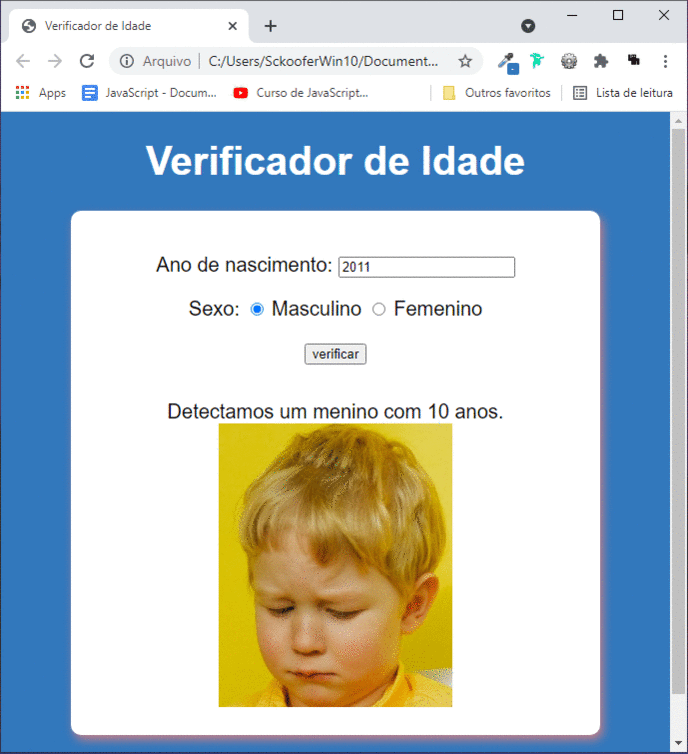 Verificador de Idade
Arquivo C:/Users/SckooferWin10/Document...
Apps JavaScript - Docum... Curso de JavaScript... Outros favoritos Lista de leitura
Verificador de Idade
Ano de nascimento: 2011
Sexo: Masculino Femenino
verificar
Detectamos um menino com 10 anos.